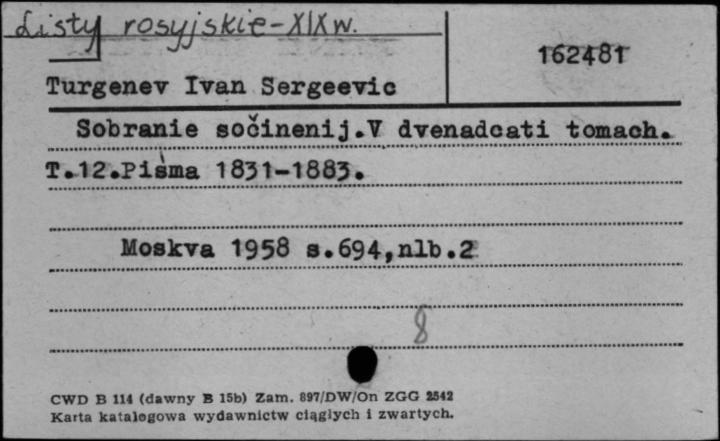 Listy rosyjskie-XIXw.
162481
Turgenev Ivan Sergeevic
Sobranie sočinenij.V dvenadcati tomach.
T.12.Piśma 1831-1883.
Moskva 1958 s.694,nlb.2
8
CWD B 114 (dawny B 15b) Zam. 897/DW/On ZGG 2542
Karta katalogowa wydawnictw ciągłych i zwartych.